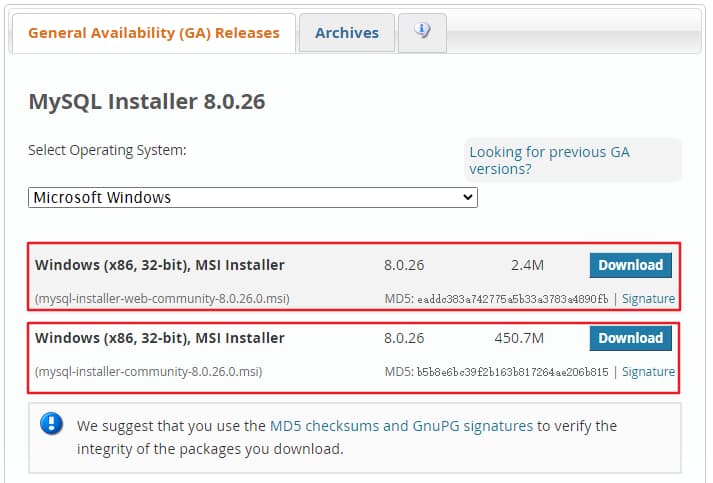 General Availability (GA) Releases
Archives
MySQL Installer 8.0.26
Select Operating System:
Looking for previous GA
versions?
Microsoft Windows
Windows (x86, 32-bit), MSI Installer 8.0.26 2.4M Download
(mysql-installer-web-community-8.0.26.0.msi) MD5: eaddc383a742775a5b33a3783a4890fb | Signature
Windows (x86, 32-bit), MSI Installer 8.0.26 450.7M Download
(mysql-installer-community-8.0.26.0.msi) MD5: b5b8e6bc39f2b163b817264ae206b815 | Signature
We suggest that you use the MD5 checksums and GnuPG signatures to verify the
integrity of the packages you download.